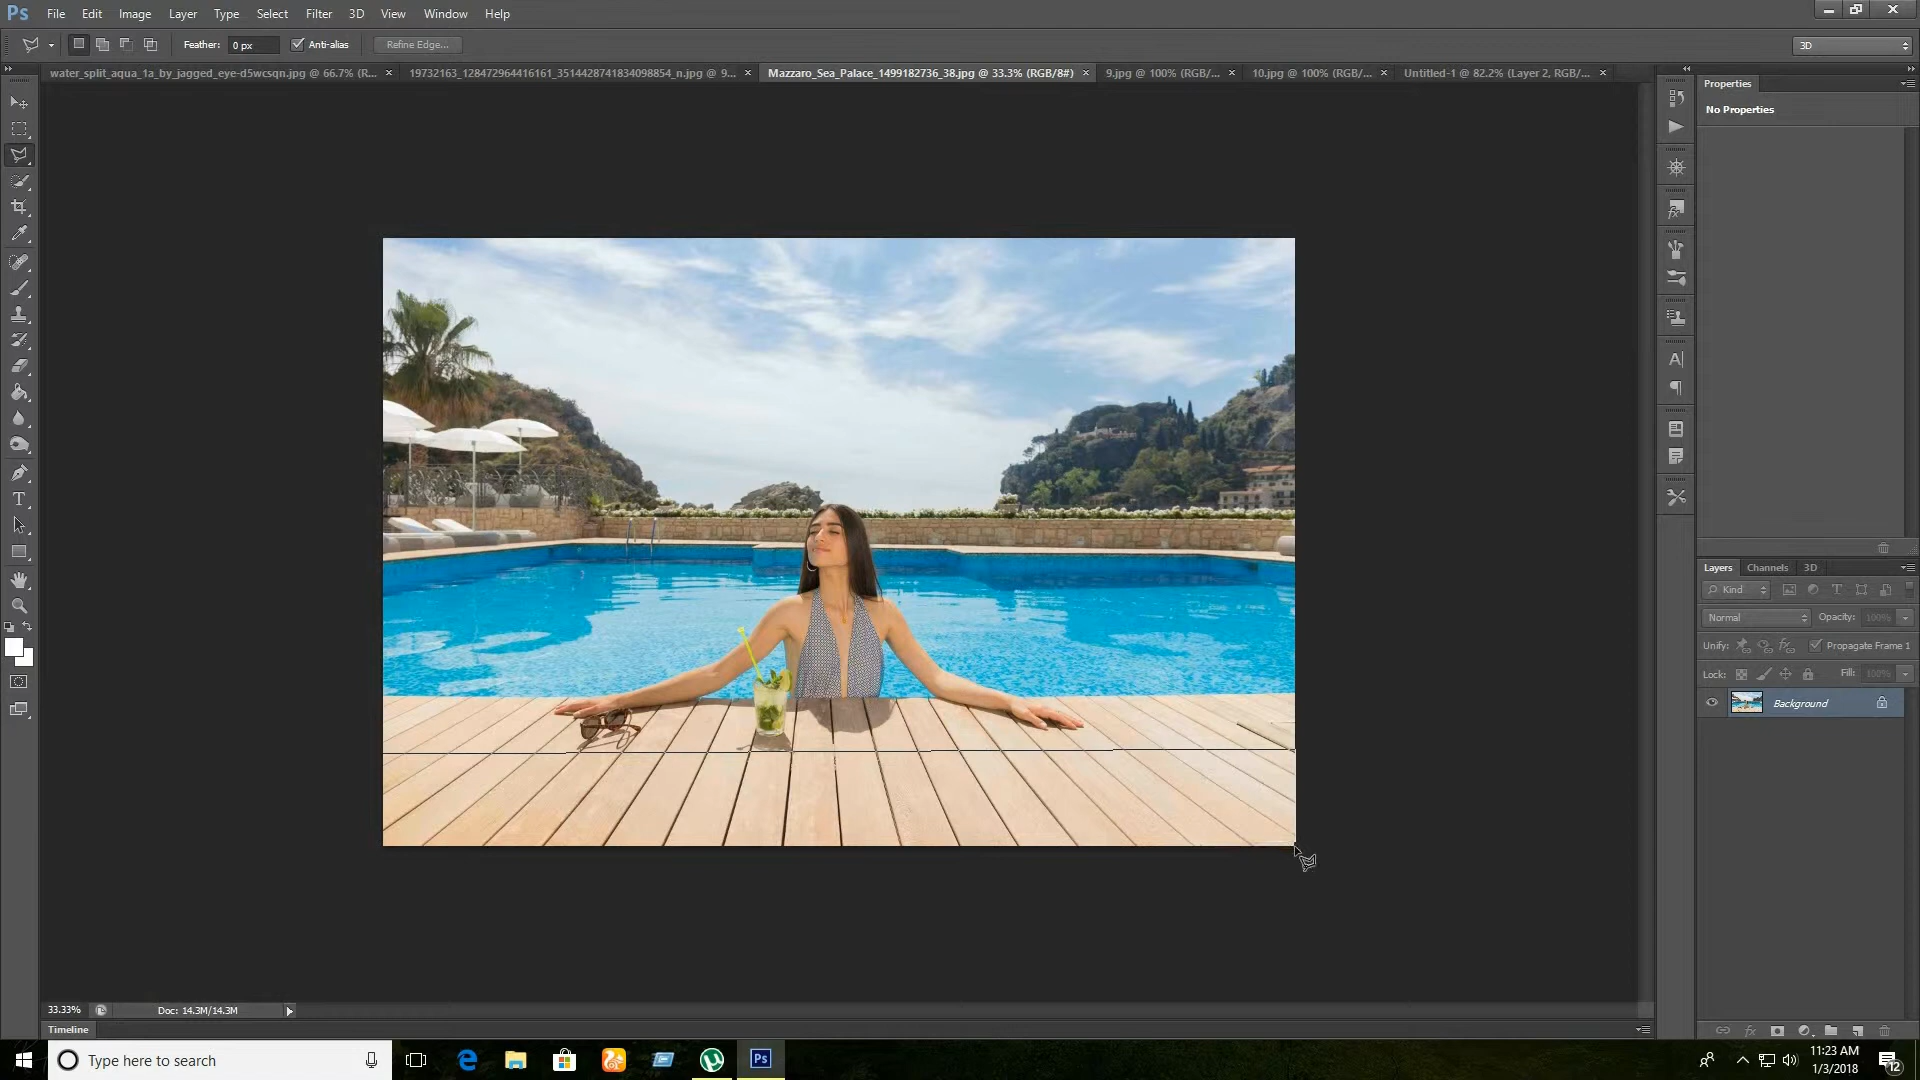 Ps File Edit Image Layer Type Select Filter 3D View Window Help
Feather: 0 px Anti-alias Refine Edge... 3D
water_split_aqua_1a_by_jagged_eye-d5wcsqn.jpg @ 66.7% (R... × 19732163_128472964416161_3514428741834098854_n.jpg @ 9... × Mazzaro_Sea_Palace_1499182736_38.jpg @ 33.3% (RGB/8#) × 9.jpg @ 100% (RGB/... × 10.jpg @ 100% (RGB/... × Untitled-1 @ 82.2% (Layer 2, RGB/... ×
Properties
No Properties
Layers Channels 3D
Kind
Normal Opacity: 100%
Unify: Propagate Frame 1
Lock: Fill: 100%
Background
33.33% Doc: 14.3M/14.3M
Timeline
Type here to search
Ps
11:23 AM
1/3/2018
12